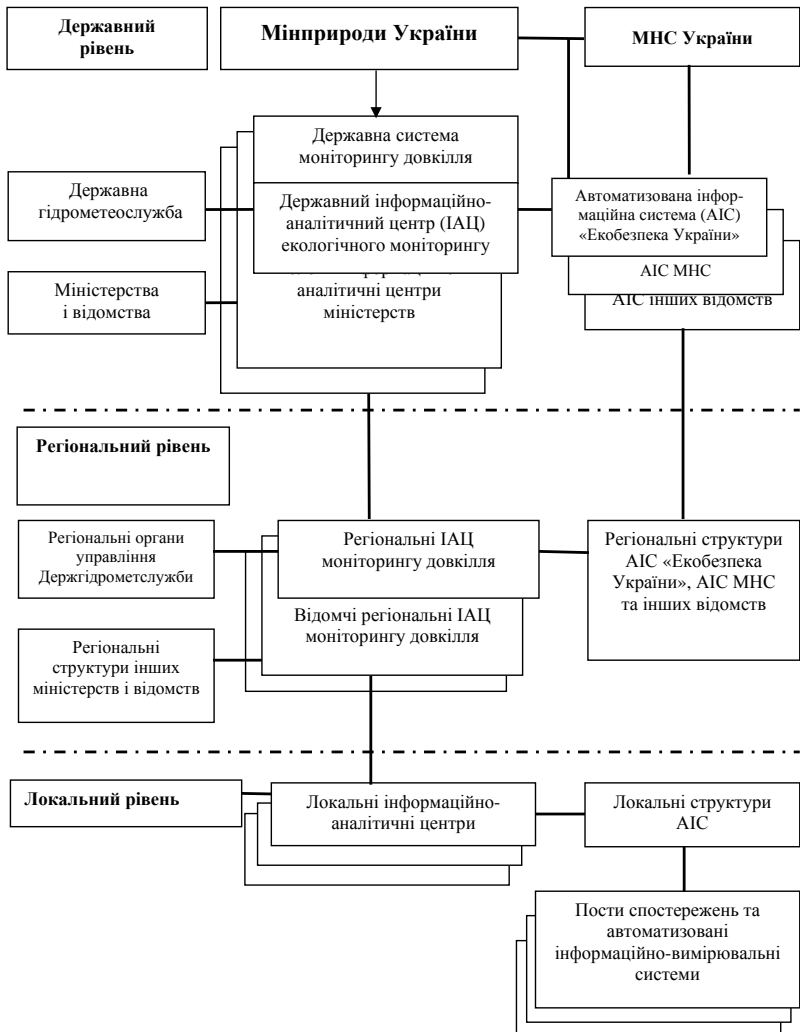 Державний
рівень
Мінприроди України
МНС України
Державна система
моніторингу довкілля
Державна
гідрометеослужба
Державний інформаційно-
аналітичний центр (ІАЦ)
екологічного моніторингу
Автоматизована інфор-
маційна система (АІС)
«Екобезпека України»
АІС МНС
АІС інших відомств
Міністерства
і відомства
аналітичні центри
міністерств
Регіональний рівень
Регіональні органи
управління
Держгідрометслужби
Регіональні ІАЦ
моніторингу довкілля
Регіональні структури
АІС «Екобезпека
України», АІС МНС
та інших відомств
Відомчі регіональні ІАЦ
моніторингу довкілля
Регіональні
структури інших
міністерств і відомств
Локальний рівень
Локальні інформаційно-
аналітичні центри
Локальні структури
АІС
Пости спостережень та
автоматизовані
інформаційно-вимірювальні
системи